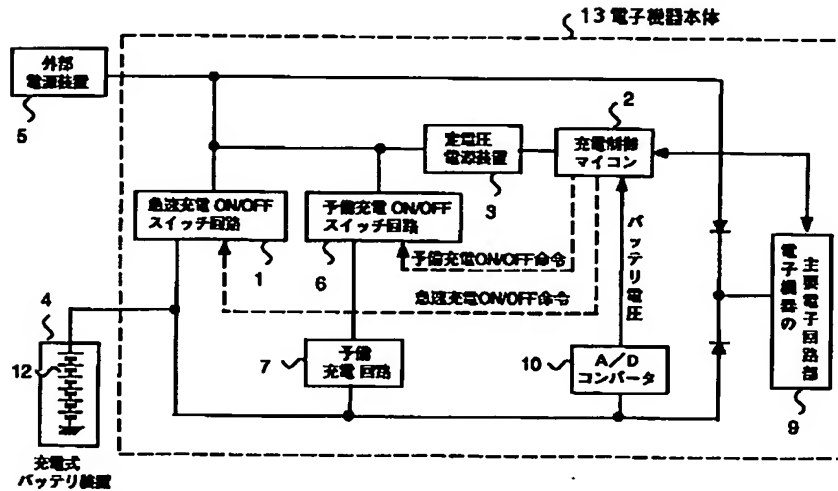 13 電子機器本体
外部
電源装置
5
2
定電圧
電源装置
3
充電制御
マイコン
急速充電 ON/OFF
スイッチ回路
1
予備充電 ON/OFF
スイッチ回路
6
予備充電ON/OFF命令
急速充電ON/OFF命令
バッテリ電圧
電子機器の
主要電子回路部
9
4
12
7
予備
充電回路
10
A/D
コンバータ
充電式
バッテリ装置